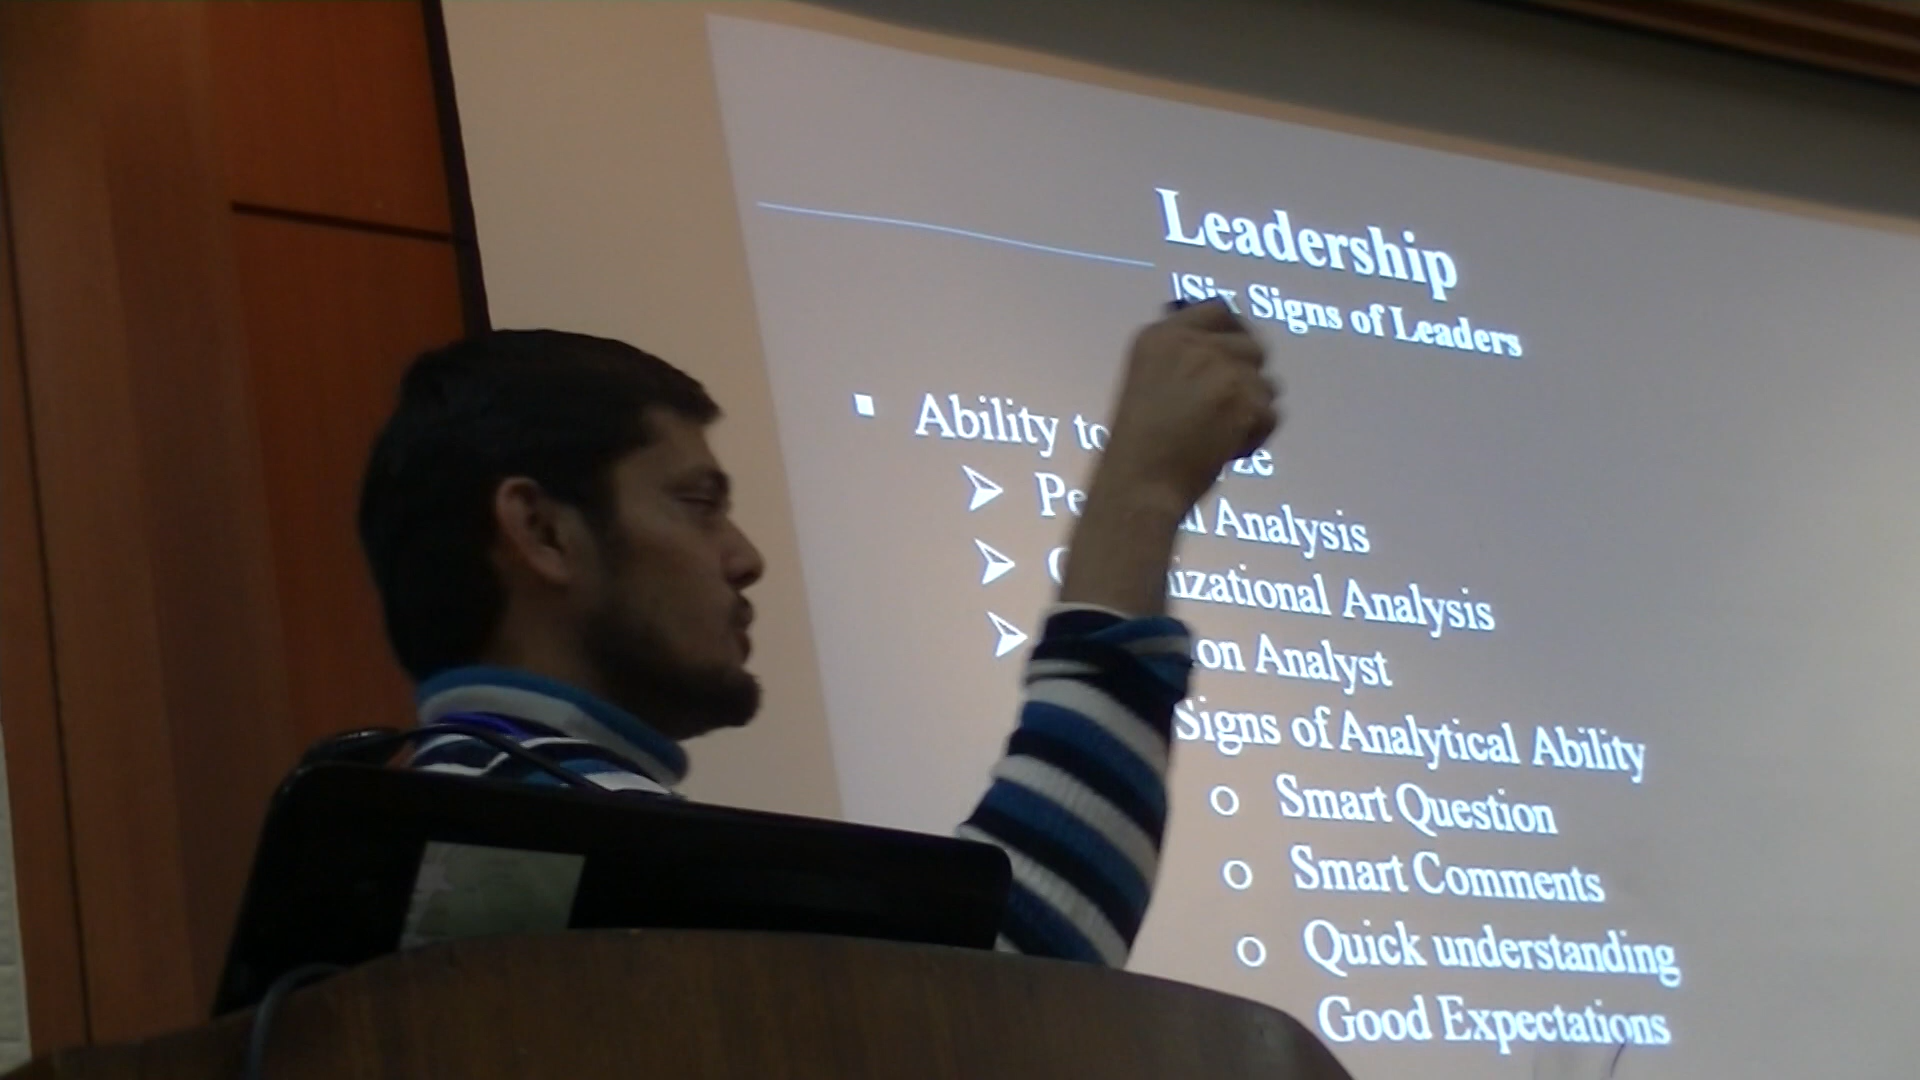 Leadership
|Six Signs of Leaders
Ability to
Analysis
Analysis
Analyst
Signs of Analytical Ability
Smart Question
Smart Comments
Quick understanding
Good Expectations